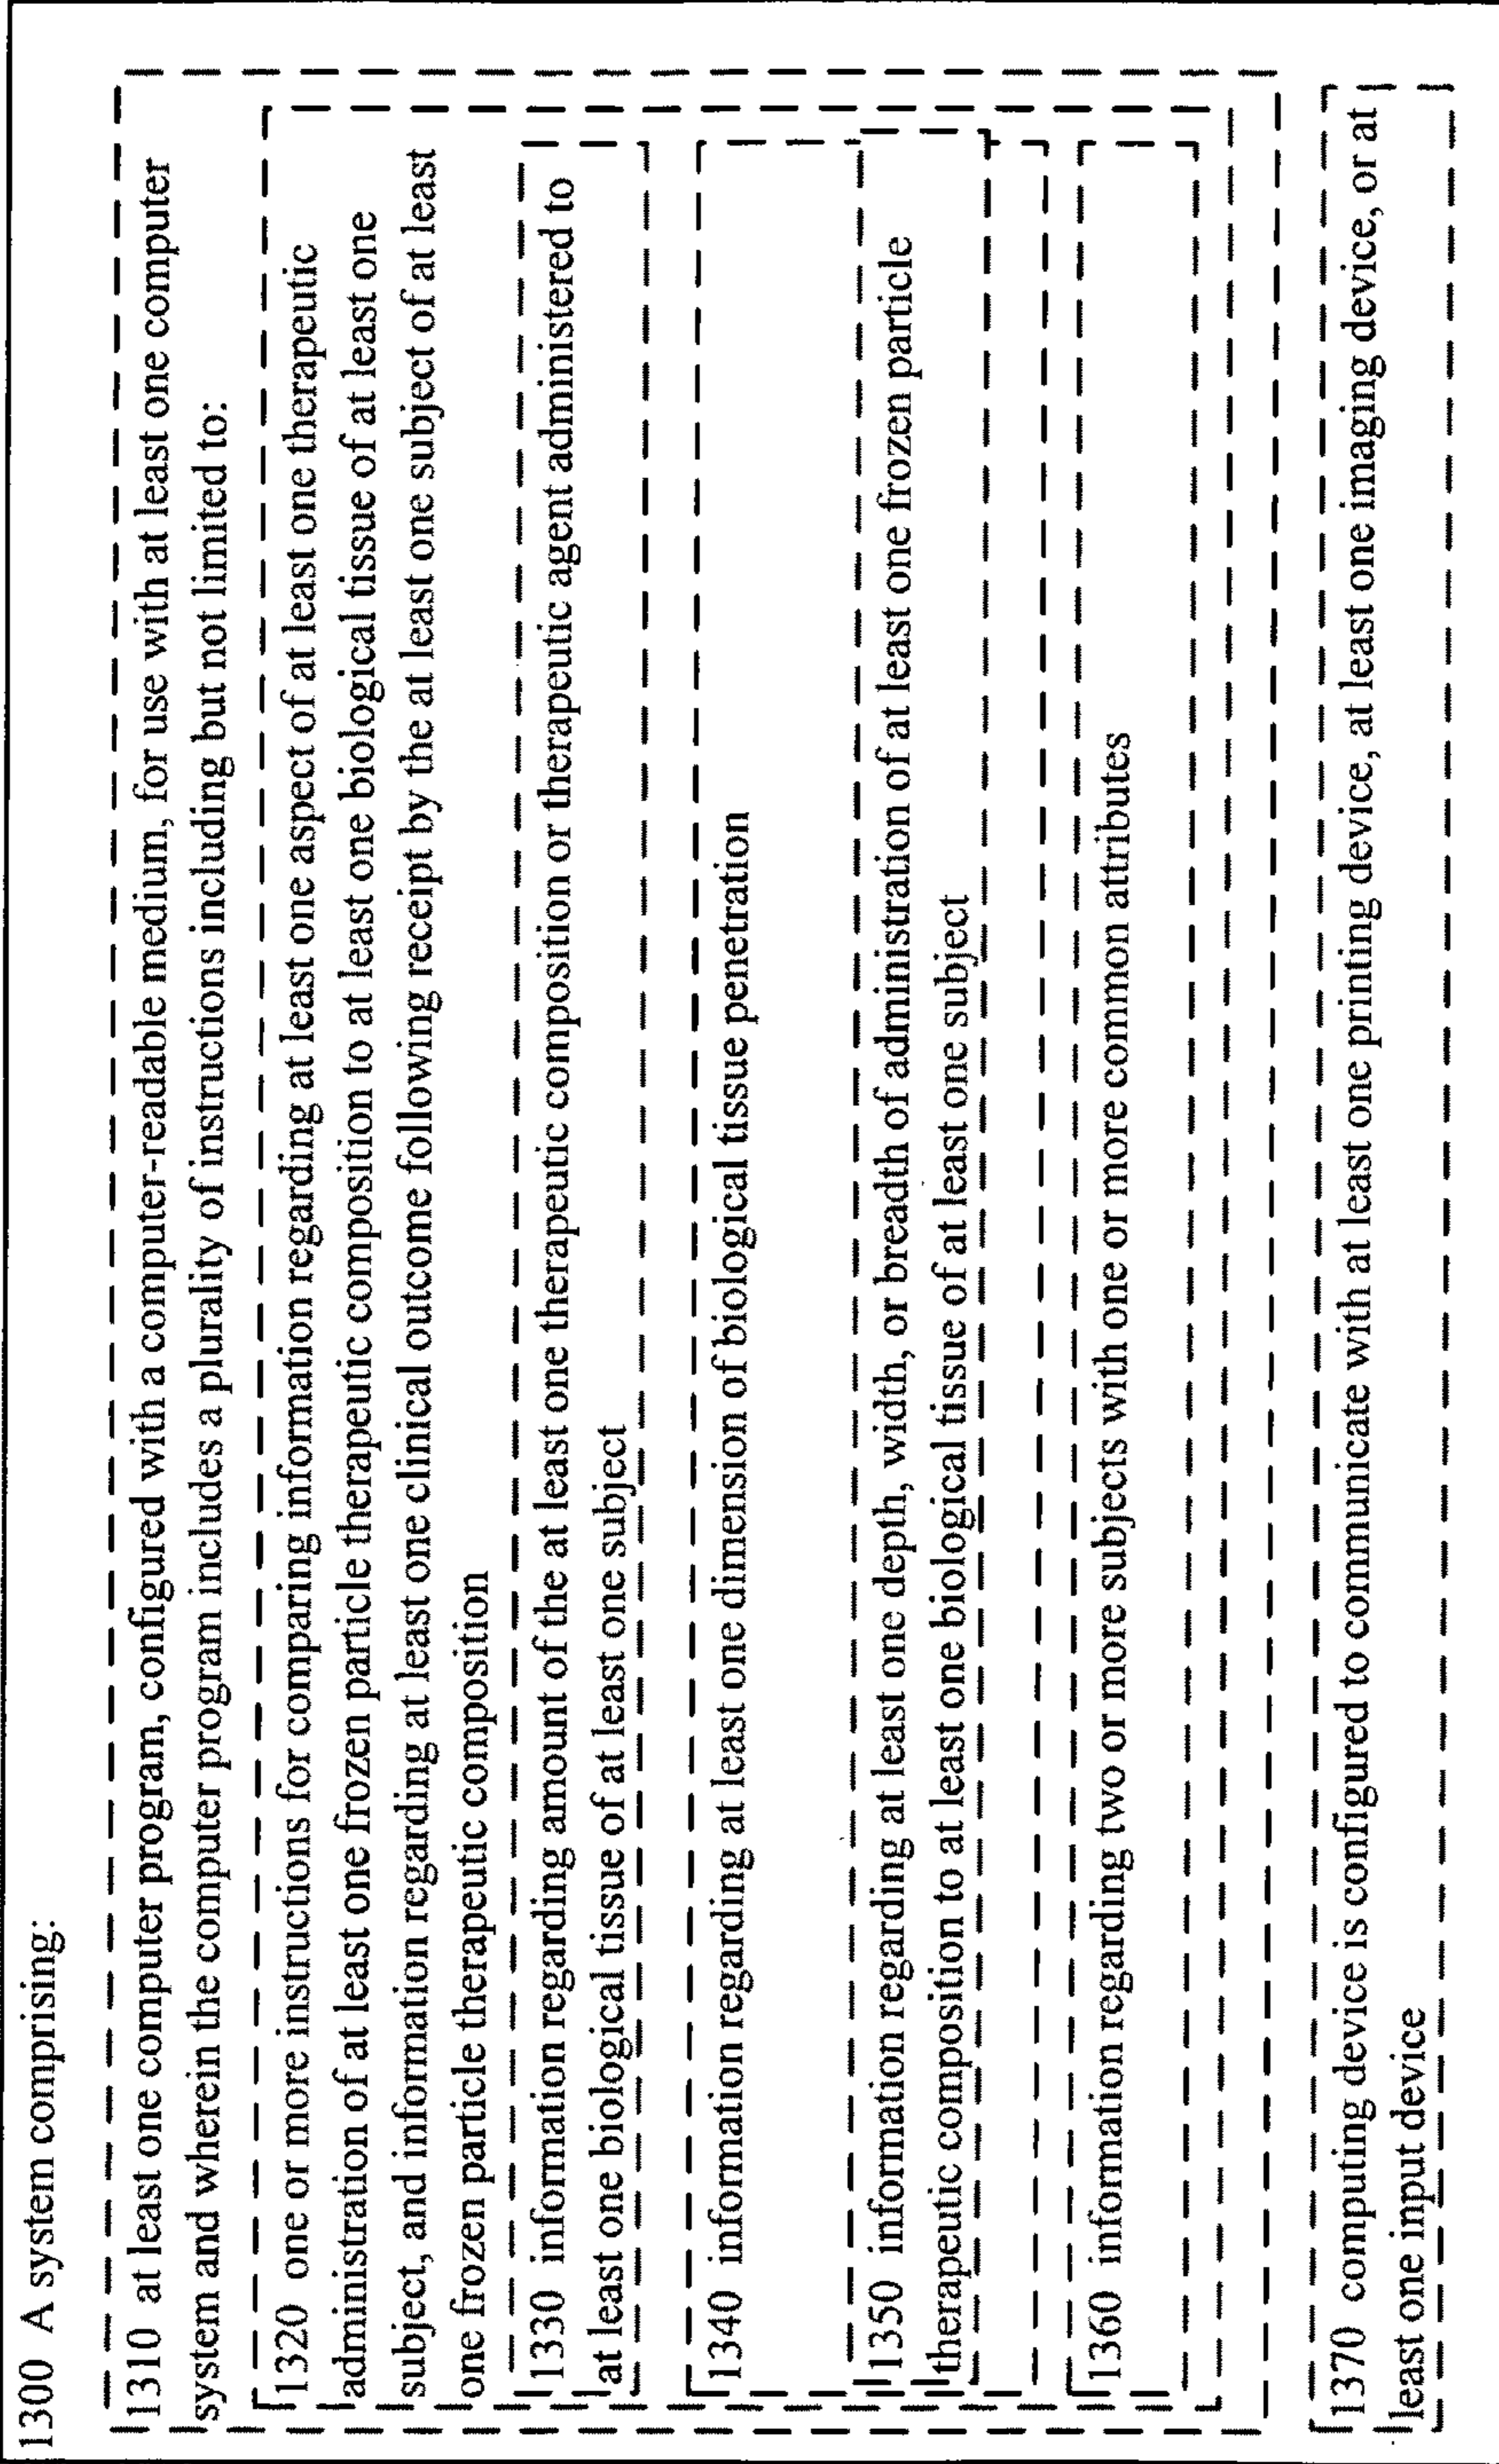 1300 A system comprising:
1310 at least one computer program, configured with a computer-readable medium, for use with at least one computer
system and wherein the computer program includes a plurality of instructions including but not limited to:
1320 one or more instructions for comparing information regarding at least one aspect of at least one therapeutic
administration of at least one frozen particle therapeutic composition to at least one biological tissue of at least one
subject, and information regarding at least one clinical outcome following receipt by the at least one subject of at least
one frozen particle therapeutic composition
1330 information regarding amount of the at least one therapeutic composition or therapeutic agent administered to
at least one biological tissue of at least one subject
1340 information regarding at least one dimension of biological tissue penetration
1350 information regarding at least one depth, width, or breadth of administration of at least one frozen particle
therapeutic composition to at least one biological tissue of at least one subject
1360 information regarding two or more subjects with one or more common attributes
1370 computing device is configured to communicate with at least one printing device, at least one imaging device, or at
least one input device